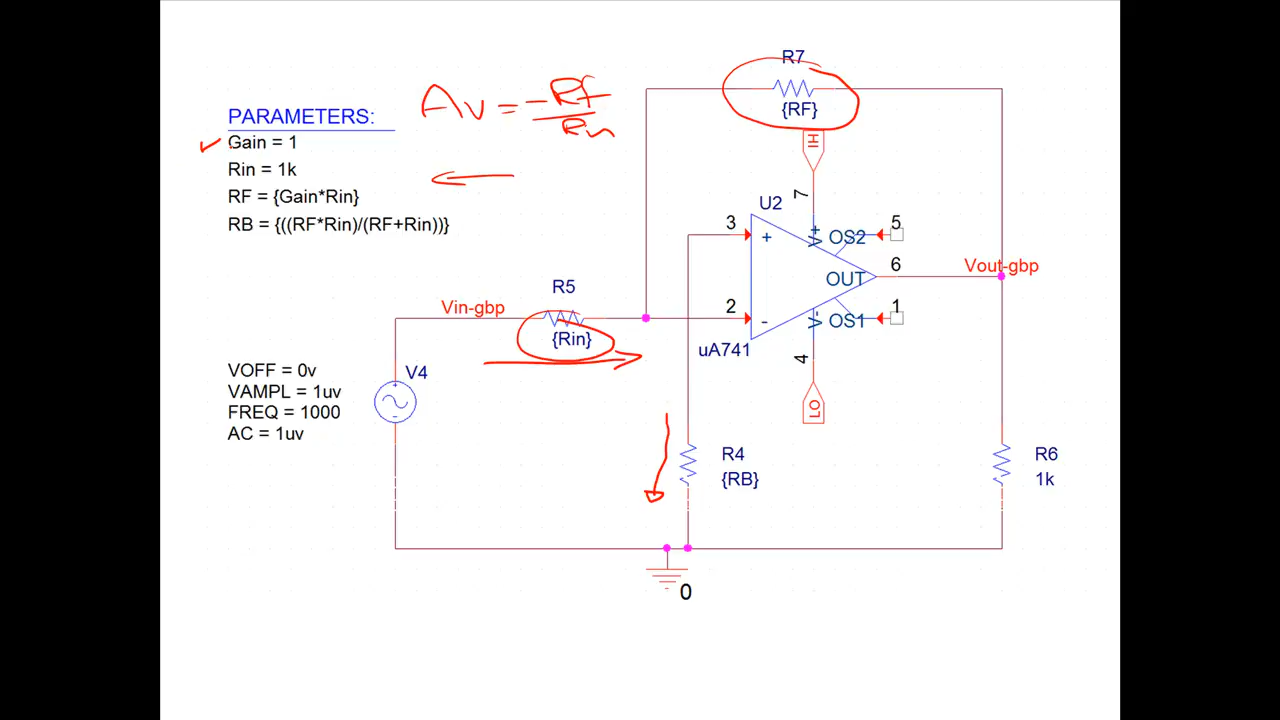 R7
Av = -Rf
Rin
{RF}
PARAMETERS:
Gain = 1
Rin = 1k
RF = {Gain*Rin}
RB = {((RF*Rin)/(RF+Rin))}
HI
7
U2
3
+
V+
OS2
5
OUT
6
Vout-gbp
R5
Vin-gbp
{Rin}
2
-
V-
OS1
1
uA741
4
LO
VOFF = 0v
VAMPL = 1uv
FREQ = 1000
AC = 1uv
V4
+
-
R4
{RB}
R6
1k
0